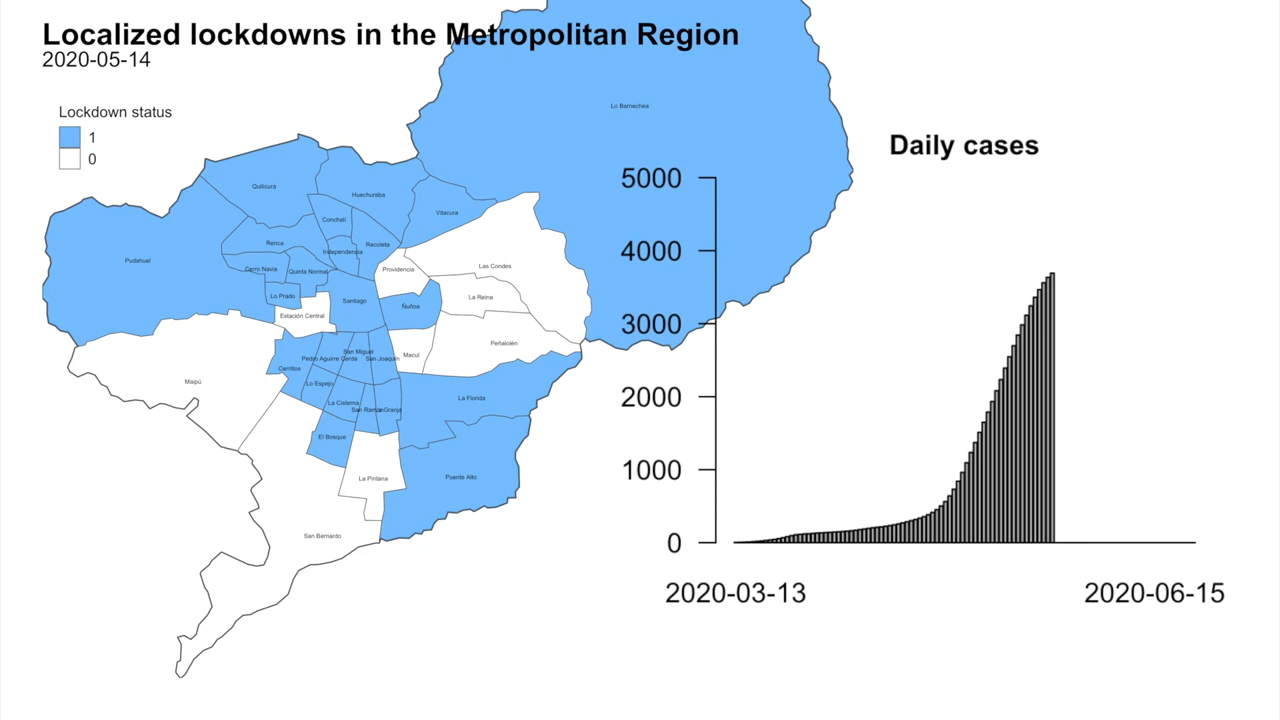 Localized lockdowns in the Metropolitan Region
2020-05-14
Lockdown status
1
0
Lo Barnechea
Daily cases
5000
4000
3000
2000
1000
0
2020-03-13
2020-06-15
Quilicura
Huechuraba
Vitacura
Conchalí
Renca
Recoleta
Independencia
Pudahuel
Cerro Navia
Quinta Normal
Providencia
Las Condes
Lo Prado
Santiago
Ñuñoa
La Reina
Estación Central
Peñalolén
Macul
San Miguel
Pedro Aguirre Cerda
San Joaquín
Cerrillos
Maipú
Lo Espejo
La Cisterna
San Ramón
La Granja
La Florida
El Bosque
La Pintana
Puente Alto
San Bernardo